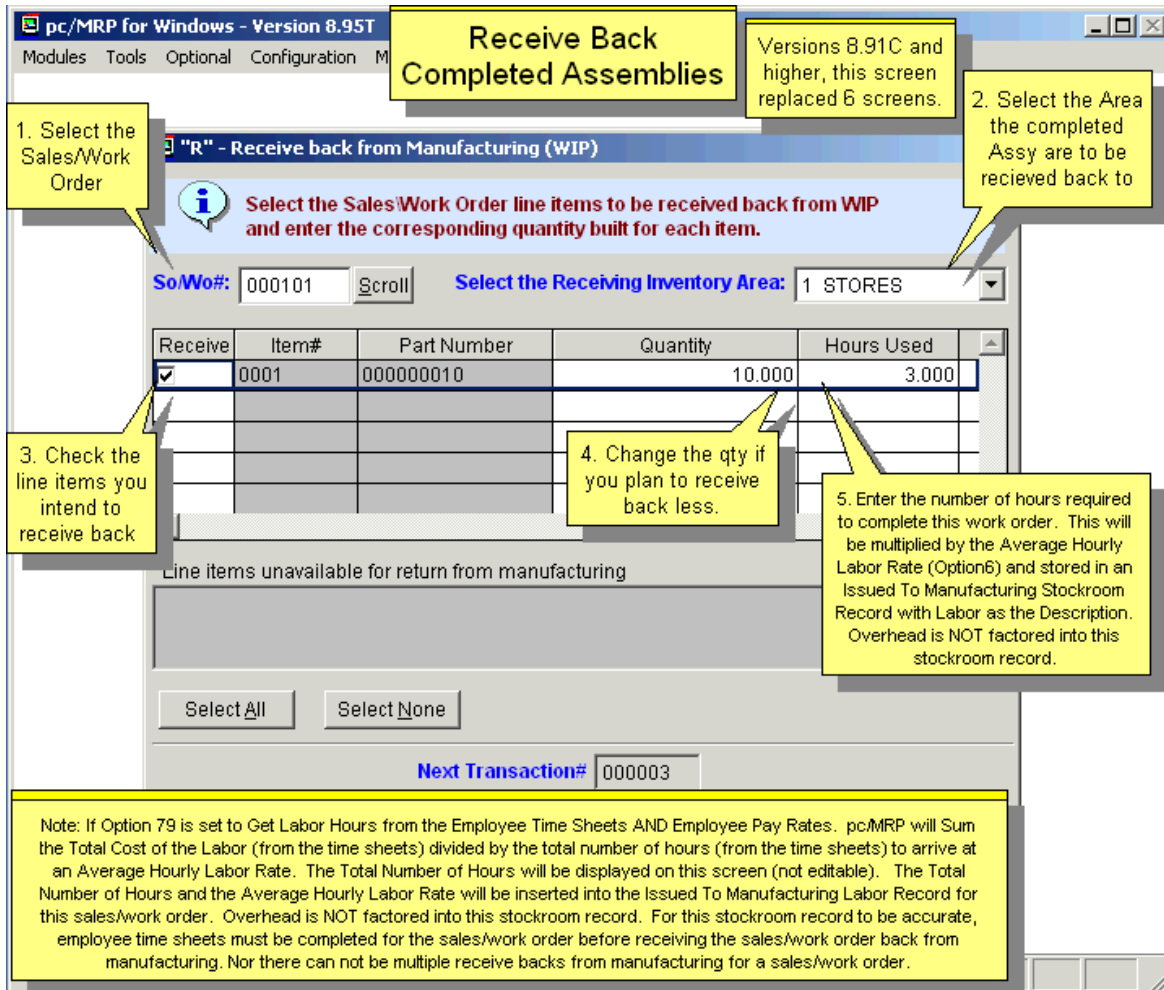 pc/MRP for Windows - Version 8.95T
Modules Tools Optional Configuration M
Receive Back
Completed Assemblies
Versions 8.91C and
higher, this screen
replaced 6 screens.
1. Select the
Sales/Work
Order
2. Select the Area
the completed
Assy are to be
recieved back to
"R" - Receive back from Manufacturing (WIP)
Select the Sales\Work Order line items to be received back from WIP
and enter the corresponding quantity built for each item.
So/Wo#: 000101 Scroll Select the Receiving Inventory Area: 1 STORES
Receive Item# Part Number Quantity Hours Used
0001 000000010 10.000 3.000
3. Check the
line items you
intend to
receive back
4. Change the qty if
you plan to receive
back less.
5. Enter the number of hours required
to complete this work order. This will
be multiplied by the Average Hourly
Labor Rate (Option6) and stored in an
Issued To Manufacturing Stockroom
Record with Labor as the Description.
Overhead is NOT factored into this
stockroom record.
Line items unavailable for return from manufacturing
Select All Select None
Next Transaction# 000003
Note: If Option 79 is set to Get Labor Hours from the Employee Time Sheets AND Employee Pay Rates. pc/MRP will Sum
the Total Cost of the Labor (from the time sheets) divided by the total number of hours (from the time sheets) to arrive at
an Average Hourly Labor Rate. The Total Number of Hours will be displayed on this screen (not editable). The Total
Number of Hours and the Average Hourly Labor Rate will be inserted into the Issued To Manufacturing Labor Record for
this sales/work order. Overhead is NOT factored into this stockroom record. For this stockroom record to be accurate,
employee time sheets must be completed for the sales/work order before receiving the sales/work order back from
manufacturing. Nor there can not be multiple receive backs from manufacturing for a sales/work order.